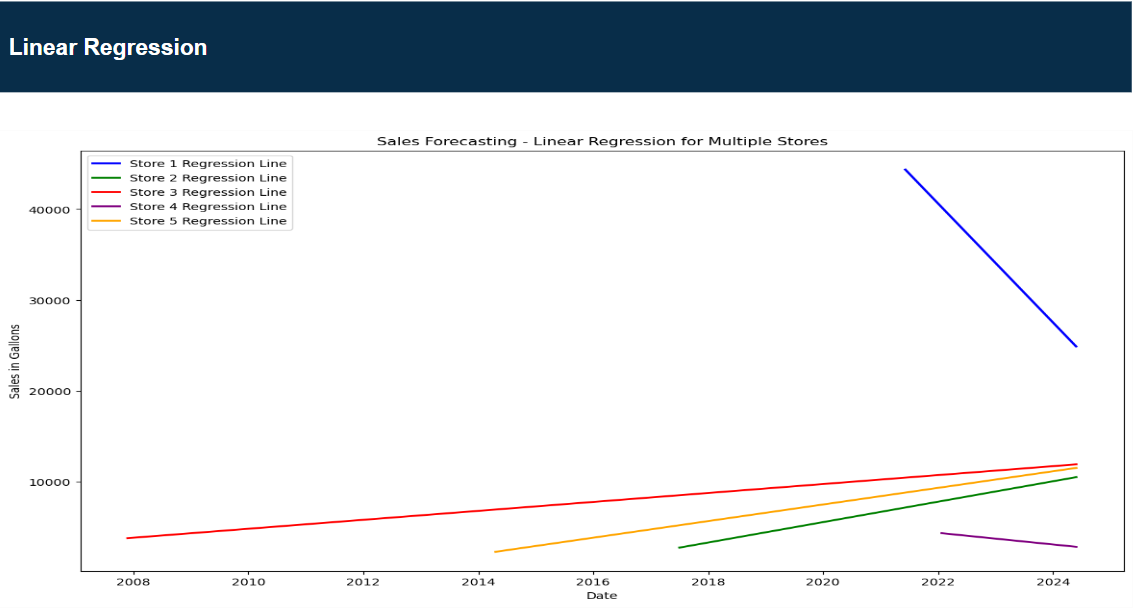 Linear Regression
Sales Forecasting - Linear Regression for Multiple Stores
Store 1 Regression Line
Store 2 Regression Line
Store 3 Regression Line
Store 4 Regression Line
Store 5 Regression Line
40000
30000
20000
10000
Sales in Gallons
2008 2010 2012 2014 2016 2018 2020 2022 2024
Date